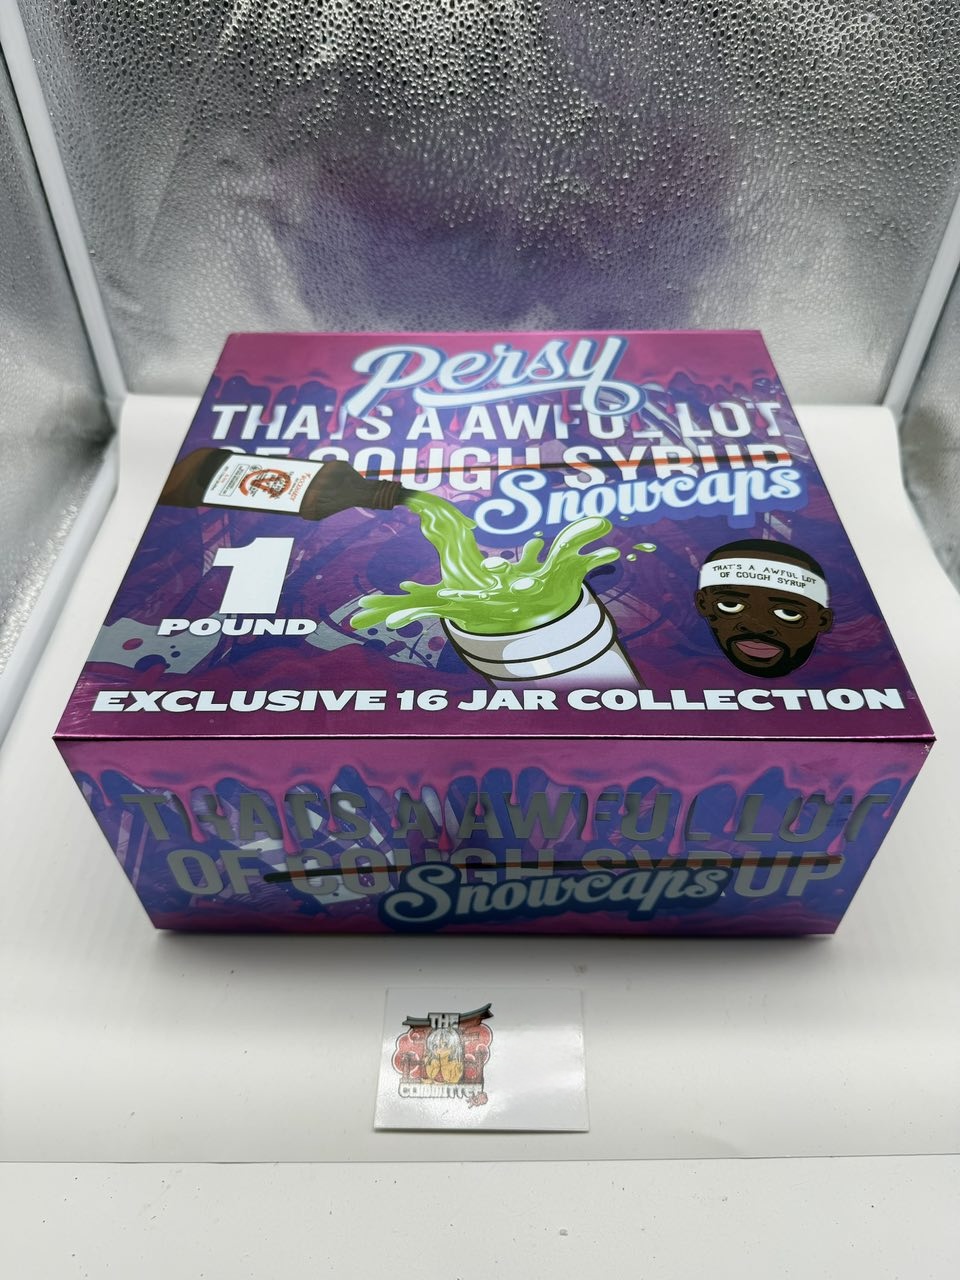 Persy
THAT'S A AWFUL LOT
OF COUGH SYRUP
Snowcaps
1
POUND
THAT'S A AWFUL LOT
OF COUGH SYRUP
EXCLUSIVE 16 JAR COLLECTION
THATS A AWFUL LOT
OF COUGH SYRUP
Snowcaps
THE
COMMITTEE